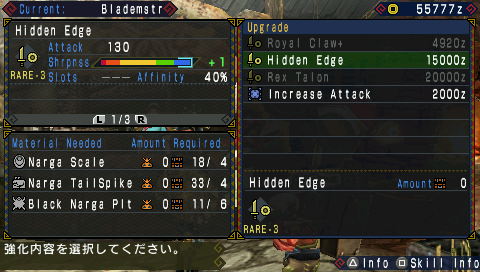 Current: Blademstr
55777z
Hidden Edge
Attack 130
Shrpnss + 1
RARE-3
Slots --- Affinity 40%
L 1/3 R
Upgrade
Royal Claw+ 4920z
Hidden Edge 15000z
Rex Talon 20000z
Increase Attack 2000z
Material Needed Amount Required
Narga Scale 0 18/ 4
Narga TailSpike 0 33/ 4
Black Narga Plt 0 11/ 6
Hidden Edge Amount 0
RARE-3
強化内容を選択してください。
△ Info □ Skill Info